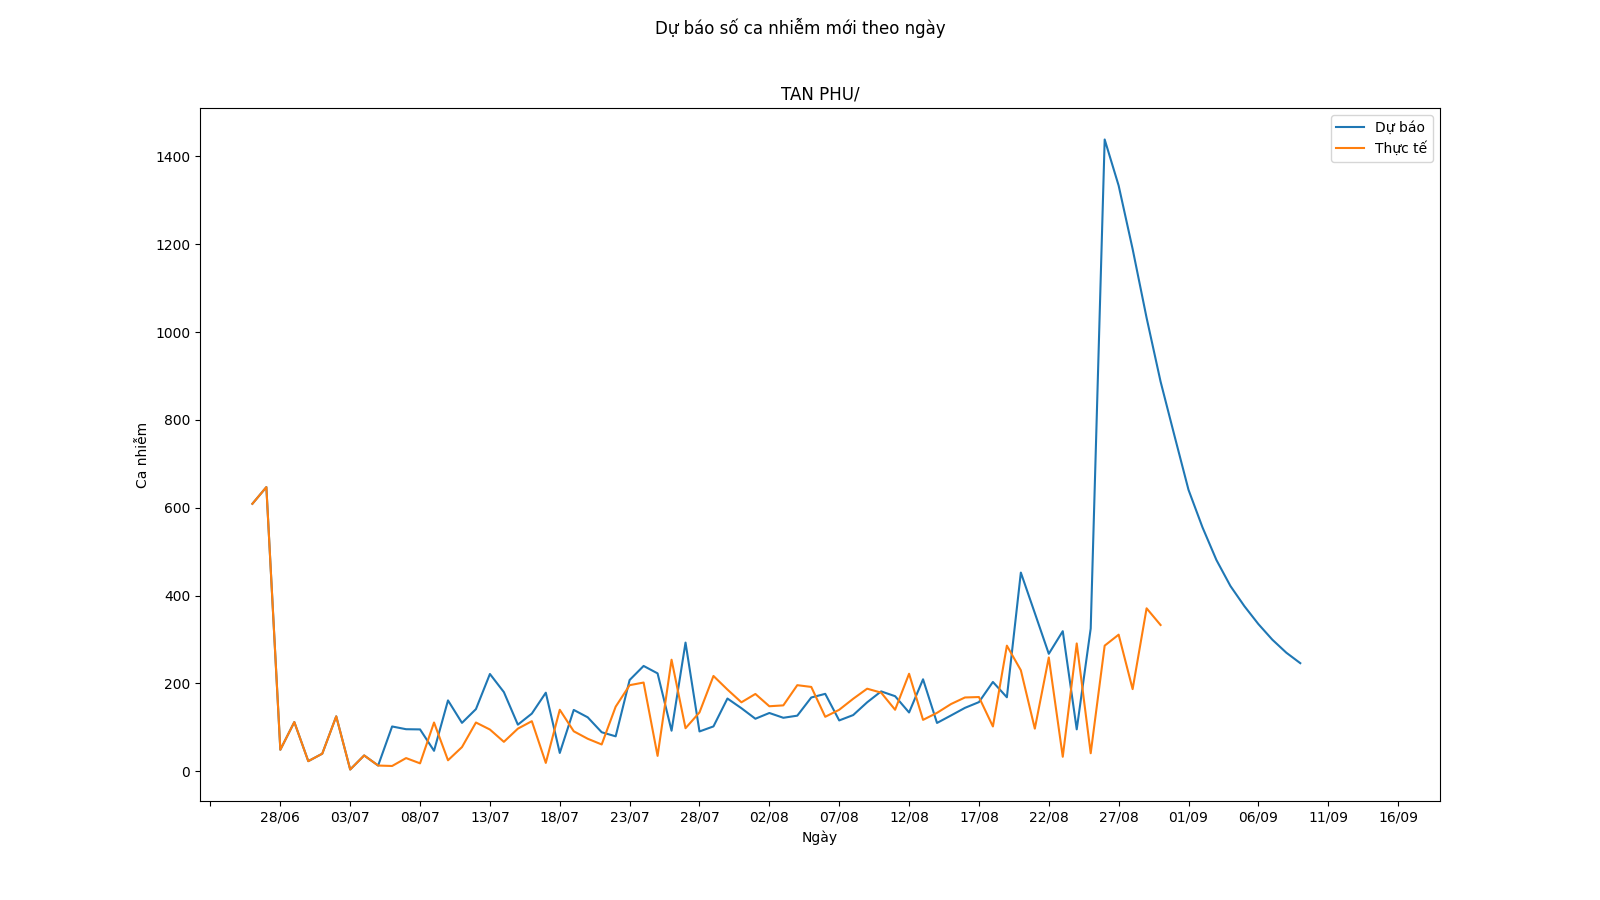 Dự báo số ca nhiễm mới theo ngày
TAN PHU/
Dự báo
Thực tế
1400
1200
1000
800
600
400
200
0
Ca nhiễm
28/06 03/07 08/07 13/07 18/07 23/07 28/07 02/08 07/08 12/08 17/08 22/08 27/08 01/09 06/09 11/09 16/09
Ngày